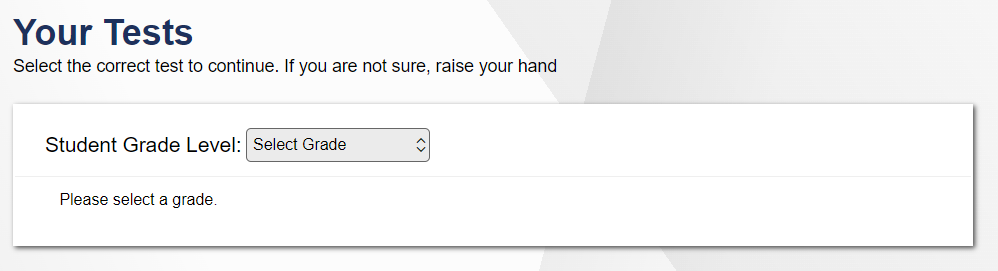 Your Tests
Select the correct test to continue. If you are not sure, raise your hand
Student Grade Level: Select Grade
Please select a grade.